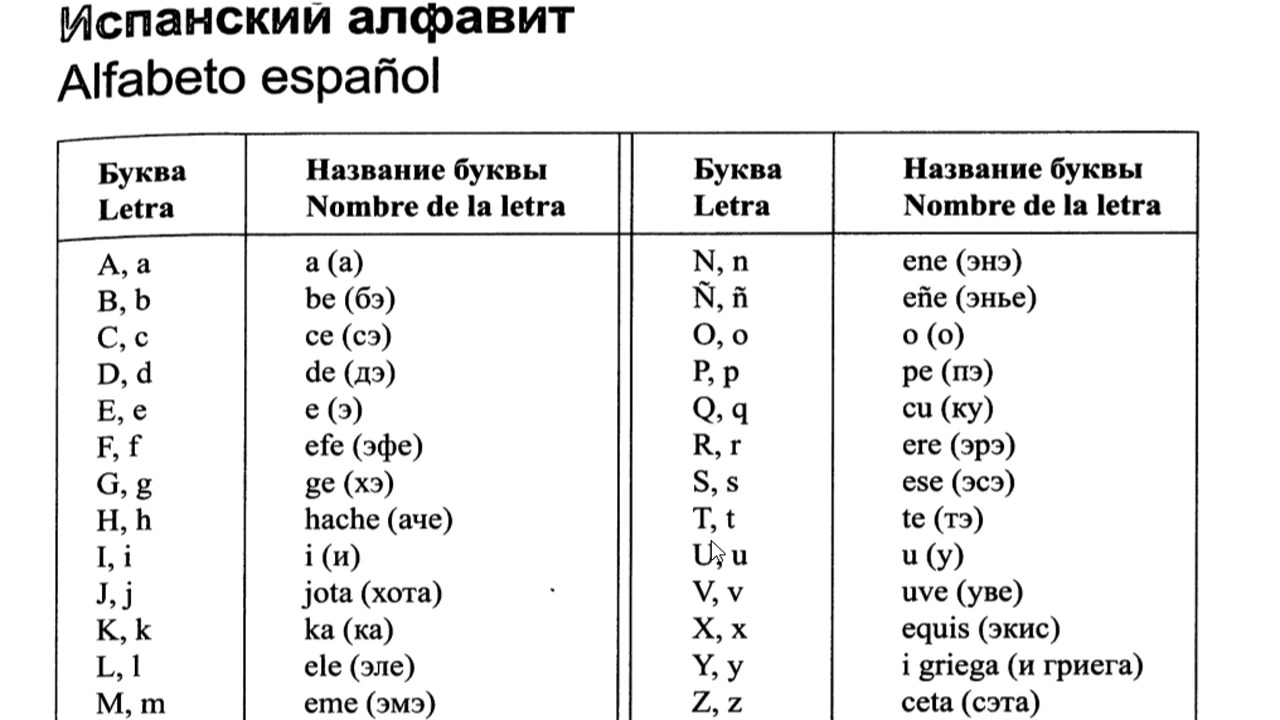 Испанский алфавит
Alfabeto español
Буква Название буквы Буква Название буквы
Letra Nombre de la letra Letra Nombre de la letra
A, a a (а) N, n ene (энэ)
B, b be (бэ) Ñ, ñ eñe (энье)
C, c ce (сэ) O, o o (о)
D, d de (дэ) P, p pe (пэ)
E, e e (э) Q, q cu (ку)
F, f efe (эфе) R, r ere (эрэ)
G, g ge (хэ) S, s ese (эсэ)
H, h hache (аче) T, t te (тэ)
I, i i (и) U, u u (у)
J, j jota (хота) V, v uve (уве)
K, k ka (ка) X, x equis (экис)
L, l ele (эле) Y, y i griega (и гриега)
M, m eme (эмэ) Z, z ceta (сэта)